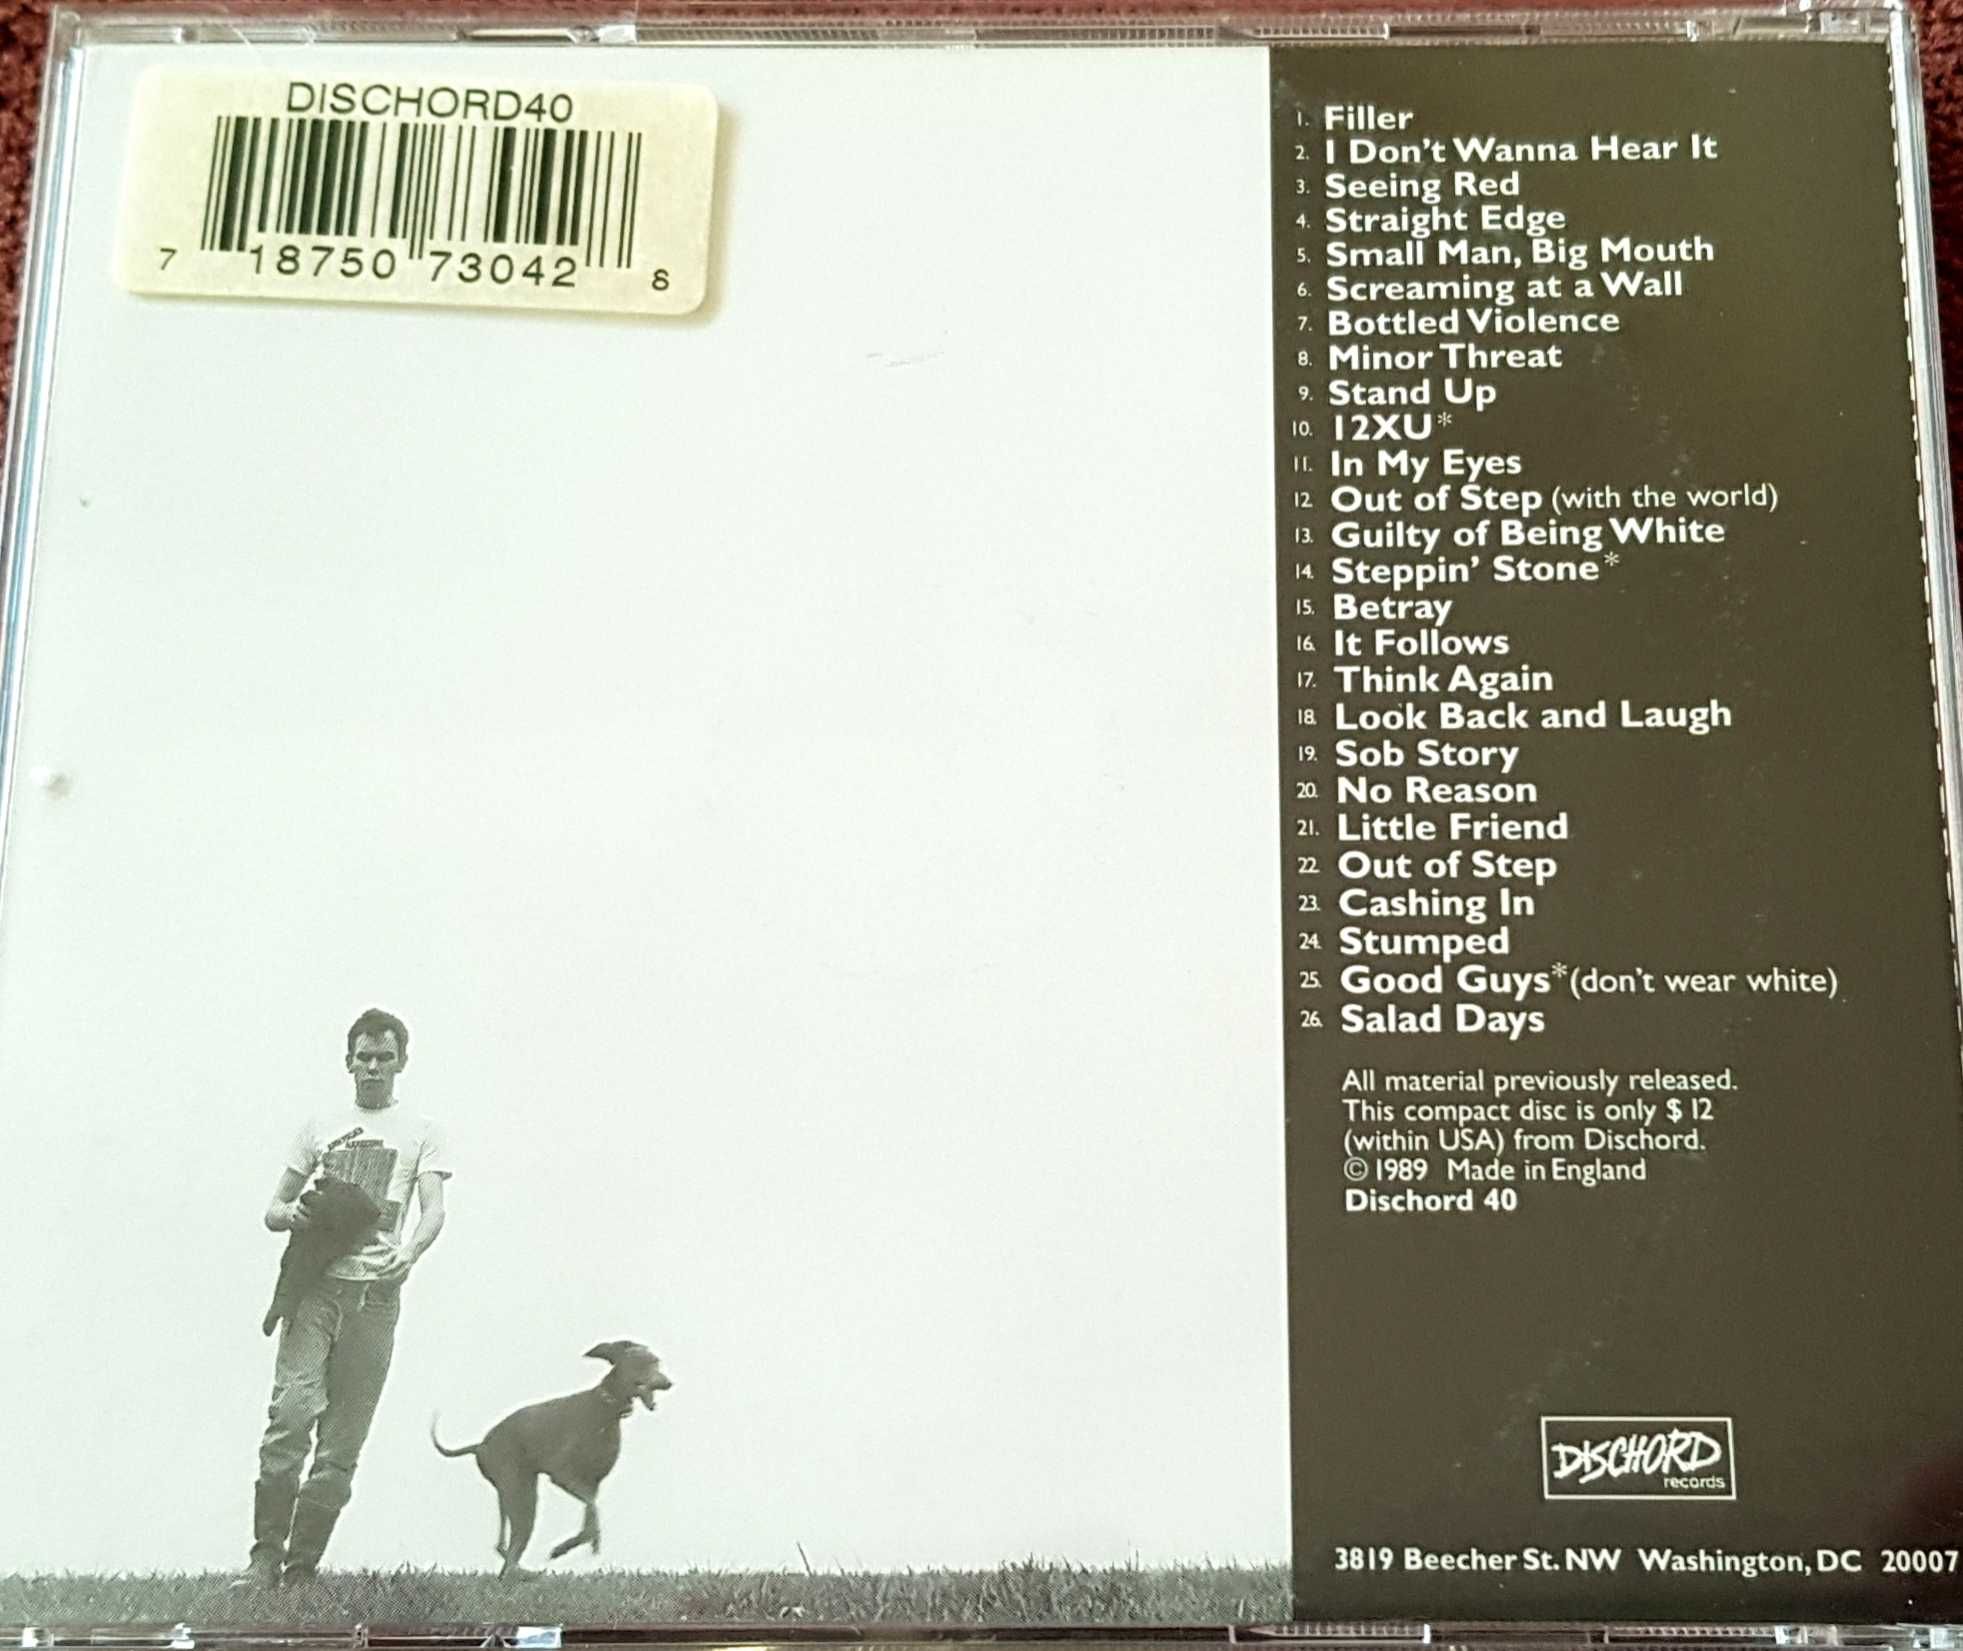 DISCHORD40
7 18750 73042 8
1. Filler
2. I Don't Wanna Hear It
3. Seeing Red
4. Straight Edge
5. Small Man, Big Mouth
6. Screaming at a Wall
7. Bottled Violence
8. Minor Threat
9. Stand Up
10. 12XU*
11. In My Eyes
12. Out of Step (with the world)
13. Guilty of Being White
14. Steppin' Stone*
15. Betray
16. It Follows
17. Think Again
18. Look Back and Laugh
19. Sob Story
20. No Reason
21. Little Friend
22. Out of Step
23. Cashing In
24. Stumped
25. Good Guys* (don't wear white)
26. Salad Days
All material previously released.
This compact disc is only $ 12
(within USA) from Dischord.
© 1989 Made in England
Dischord 40
DISCHORD
records
3819 Beecher St. NW Washington, DC 20007